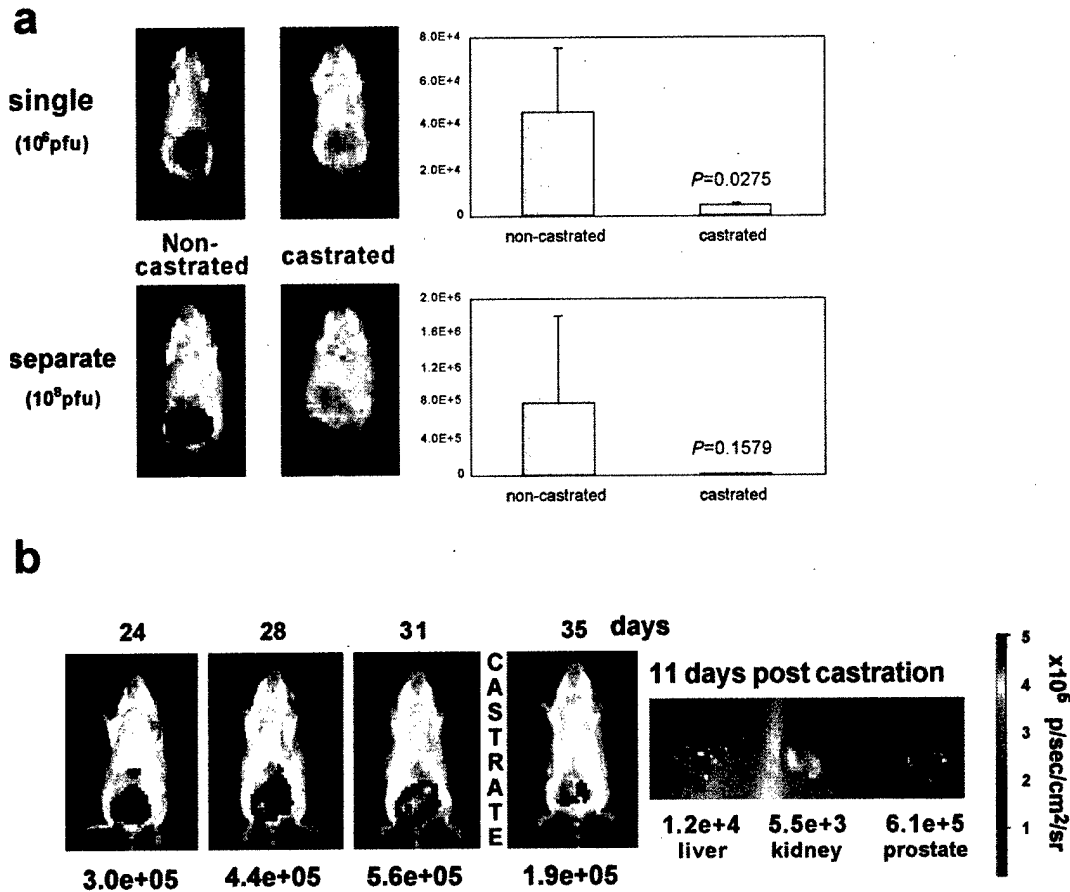 a
single
(10⁶pfu)
8.0E+4
6.0E+4
4.0E+4
2.0E+4
0
P=0.0275
non-castrated
castrated
Non-
castrated
castrated
separate
(10⁸pfu)
2.0E+6
1.6E+6
1.2E+6
8.0E+5
4.0E+5
0
P=0.1579
non-castrated
castrated
b
24
28
31
35 days
CASTRATE
3.0e+05
4.4e+05
5.6e+05
1.9e+05
11 days post castration
1.2e+4
liver
5.5e+3
kidney
6.1e+5
prostate
5
4
3
2
1
p/sec/cm²/sr